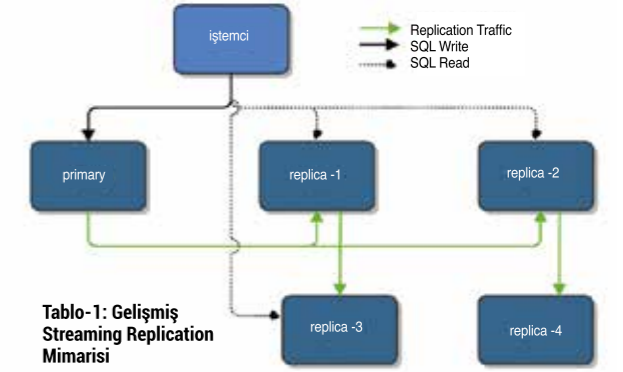 iştemci
Replication Traffic
SQL Write
SQL Read
primary
replica -1
replica -2
Tablo-1: Gelişmiş
Streaming Replication
Mimarisi
replica -3
replica -4